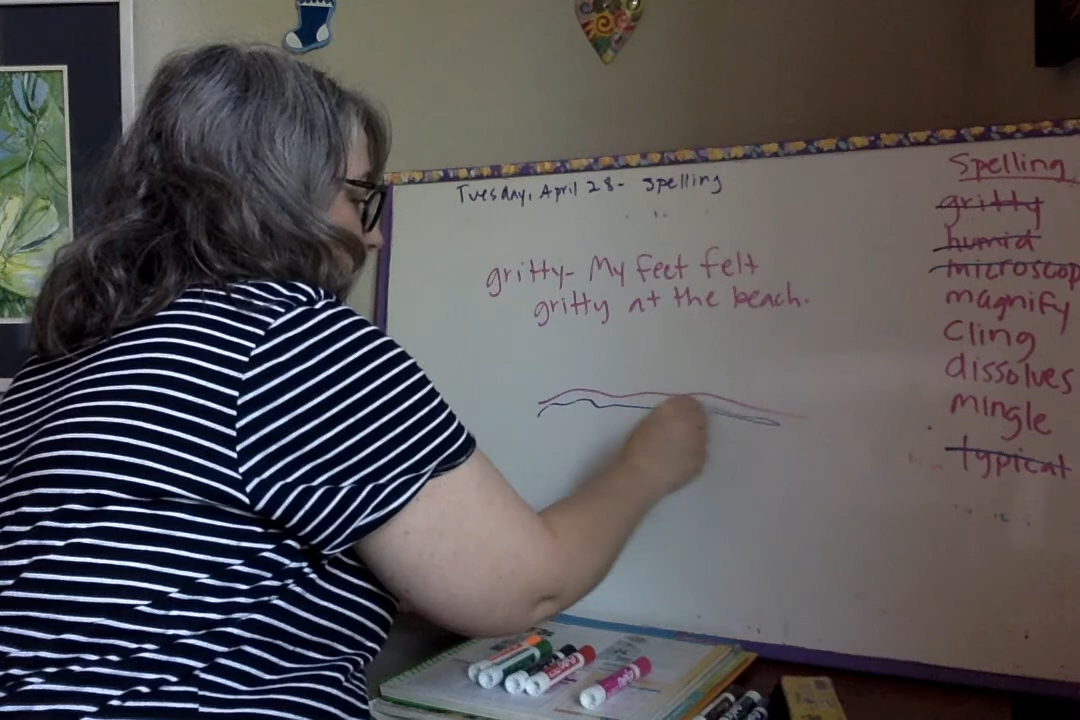 Tuesday, April 28- Spelling
gritty- My feet felt
gritty at the beach.
Spelling
gritty
humid
microscop
magnify
Cling
dissolves
mingle
typical